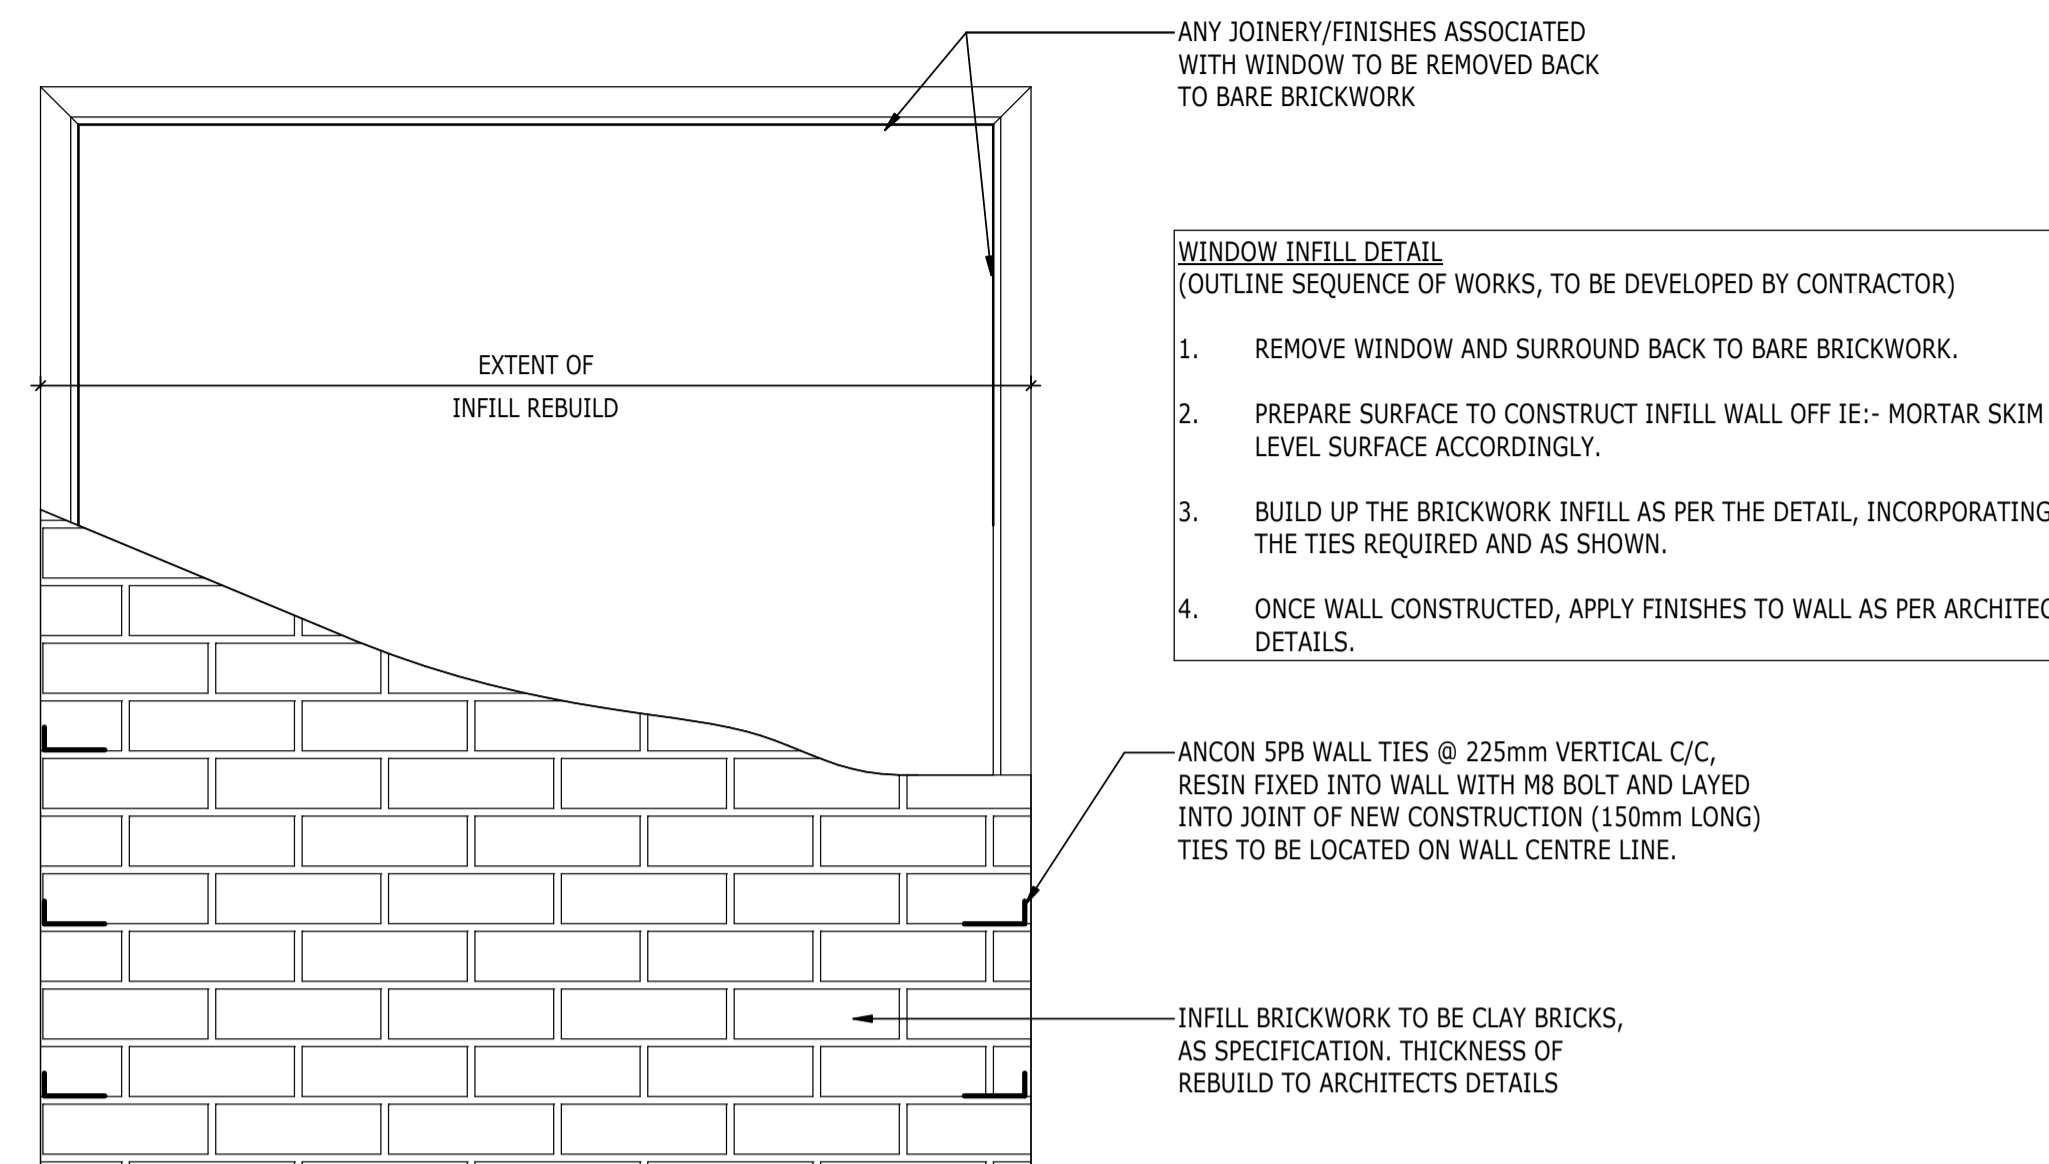 ANY JOINERY/FINISHES ASSOCIATED
WITH WINDOW TO BE REMOVED BACK
TO BARE BRICKWORK
EXTENT OF
INFILL REBUILD
WINDOW INFILL DETAIL
(OUTLINE SEQUENCE OF WORKS, TO BE DEVELOPED BY CONTRACTOR)
1. REMOVE WINDOW AND SURROUND BACK TO BARE BRICKWORK.
2. PREPARE SURFACE TO CONSTRUCT INFILL WALL OFF IE:- MORTAR SKIM
LEVEL SURFACE ACCORDINGLY.
3. BUILD UP THE BRICKWORK INFILL AS PER THE DETAIL, INCORPORATING
THE TIES REQUIRED AND AS SHOWN.
4. ONCE WALL CONSTRUCTED, APPLY FINISHES TO WALL AS PER
DETAILS.
ANCON 5PB WALL TIES @ 225mm VERTICAL C/C,
RESIN FIXED INTO WALL WITH M8 BOLT AND LAYED
INTO JOINT OF NEW CONSTRUCTION (150mm LONG)
TIES TO BE LOCATED ON WALL CENTRE LINE.
INFILL BRICKWORK TO BE CLAY BRICKS,
AS SPECIFICATION. THICKNESS OF
REBUILD TO ARCHITECTS DETAILS